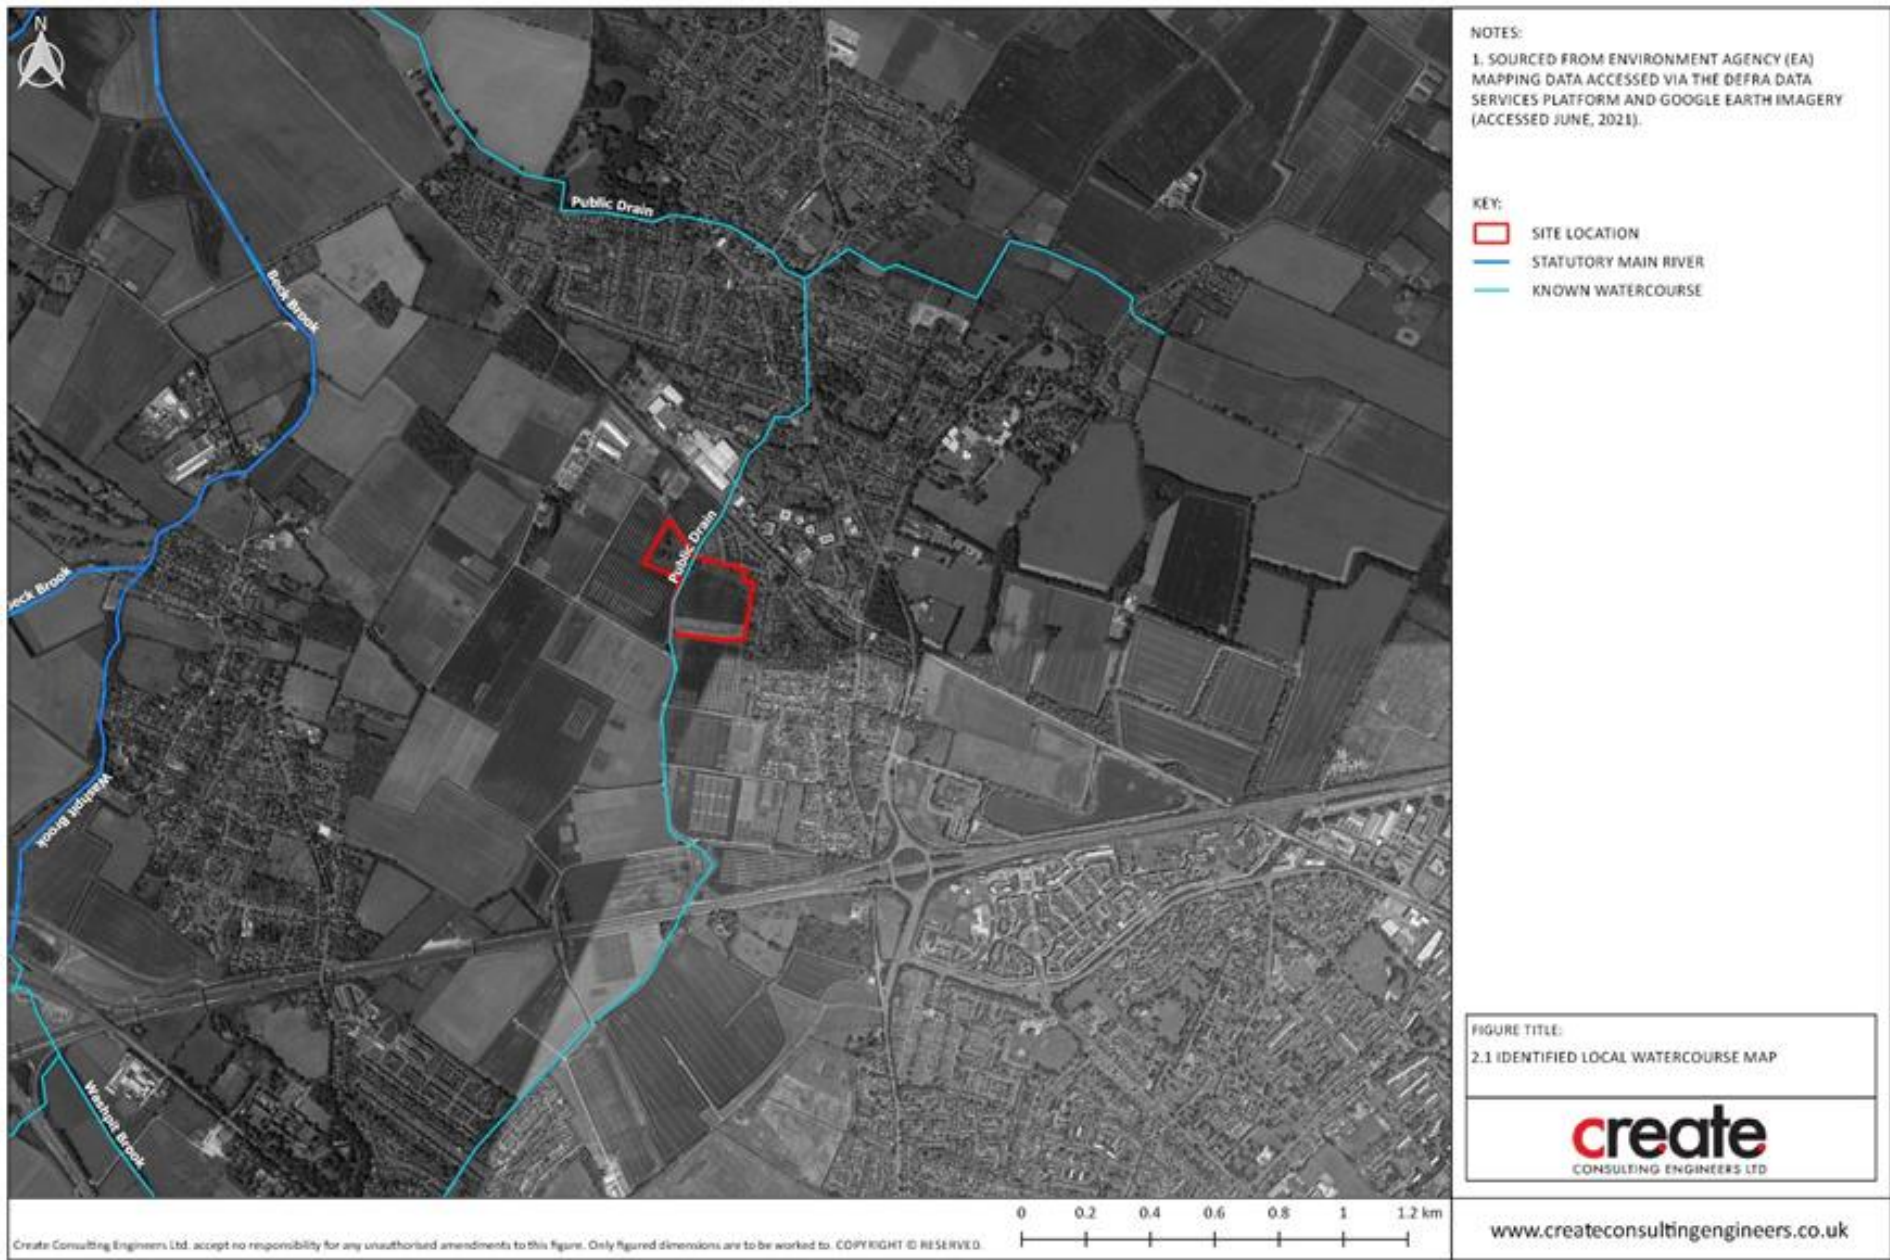 N
Public Drain
Beck Brook
Public Drain
Beck Brook
Washpit Brook
Washpit Brook
NOTES:
1. SOURCED FROM ENVIRONMENT AGENCY (EA)
MAPPING DATA ACCESSED VIA THE DEFRA DATA
SERVICES PLATFORM AND GOOGLE EARTH IMAGERY
(ACCESSED JUNE, 2021).
KEY:
SITE LOCATION
STATUTORY MAIN RIVER
KNOWN WATERCOURSE
FIGURE TITLE:
2.1 IDENTIFIED LOCAL WATERCOURSE MAP
create
CONSULTING ENGINEERS LTD
www.createconsultingengineers.co.uk
0 0.2 0.4 0.6 0.8 1 1.2 km
Create Consulting Engineers Ltd. accept no responsibility for any unauthorised amendments to this figure. Only figured dimensions are to be worked to. COPYRIGHT © RESERVED.